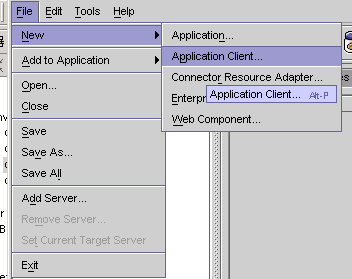 File Edit Tools Help
New
Application...
Application Client...
Add to Application
Connector Resource Adapter...
Open...
Application Client... Alt-P
Close
Web Component...
Save
Save As...
Save All
Add Server...
Remove Server...
Set Current Target Server
Exit